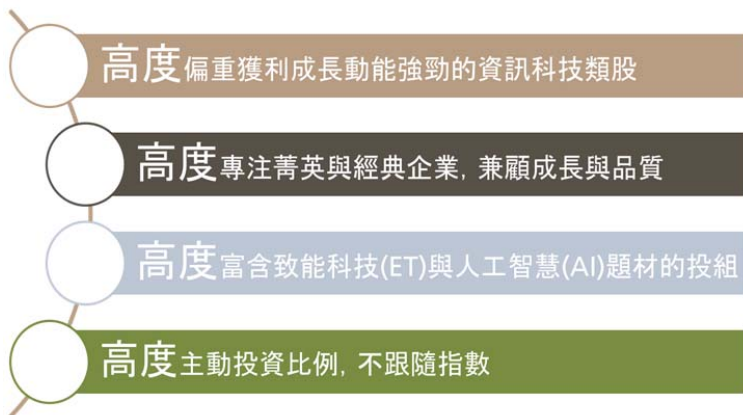 高度偏重獲利成長動能強勁的資訊科技類股
高度專注菁英與經典企業, 兼顧成長與品質
高度富含致能科技(ET)與人工智慧(AI)題材的投組
高度主動投資比例, 不跟隨指數